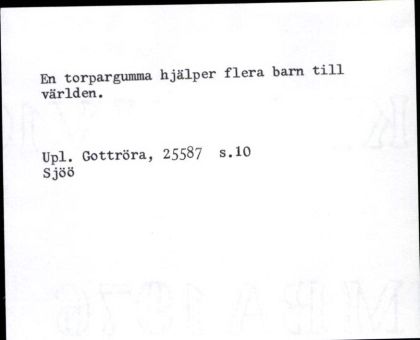 En torpargumma hjälper flera barn till
världen.
Upl. Gottröra, 25587 s.10
Sjöö